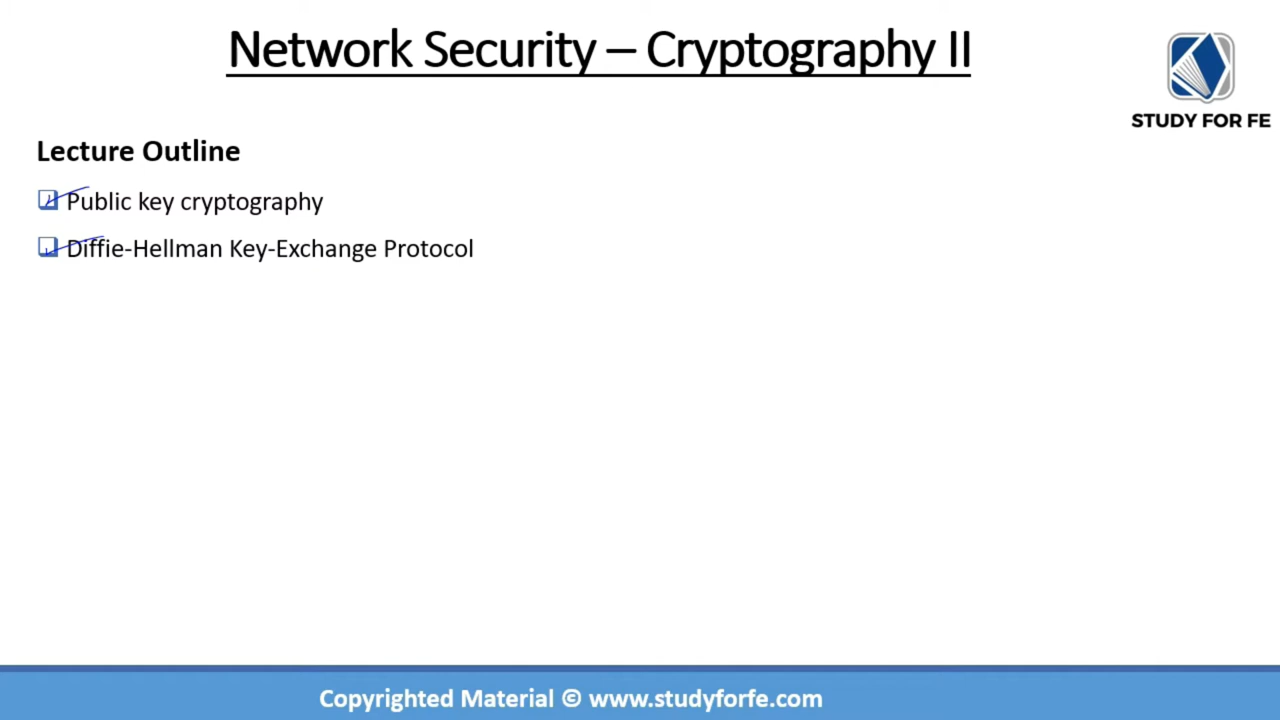 Network Security – Cryptography II
STUDY FOR FE
Lecture Outline
Public key cryptography
Diffie-Hellman Key-Exchange Protocol
Copyrighted Material © www.studyforfe.com